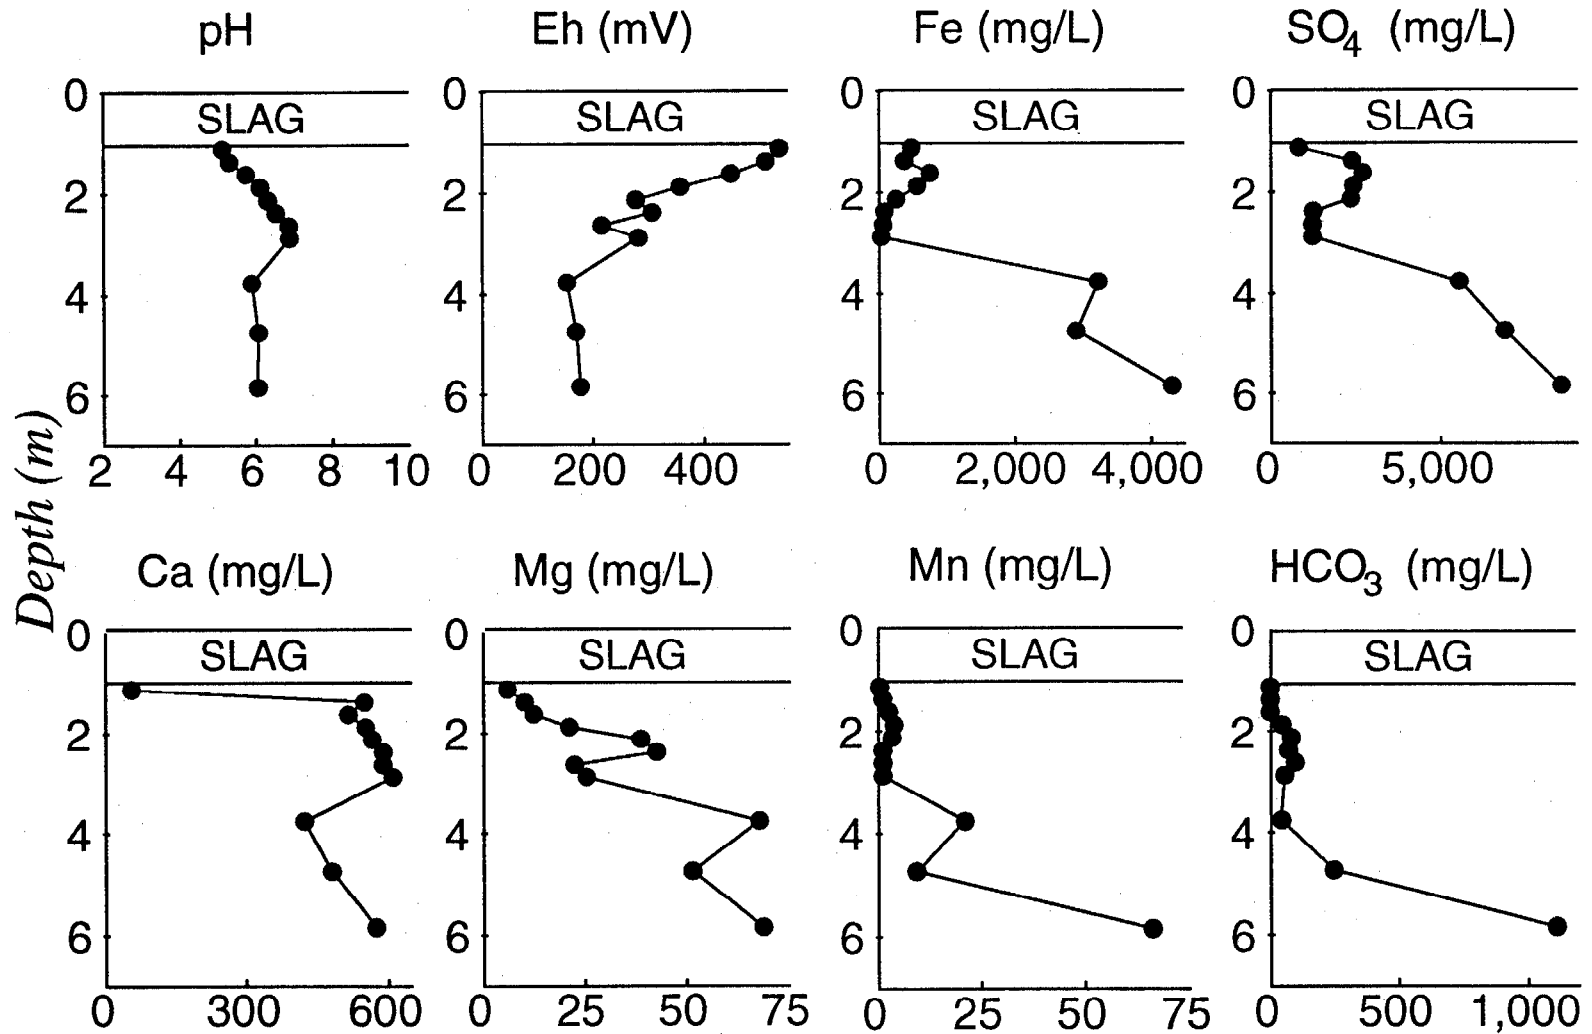 pH Eh (mV) Fe (mg/L) SO4 (mg/L)
0 0 0 0
SLAG SLAG SLAG SLAG
2 2 2 2
4 4 4 4
6 6 6 6
2 4 6 8 10 0 200 400 0 2,000 4,000 0 5,000
Depth (m)
Ca (mg/L) Mg (mg/L) Mn (mg/L) HCO3 (mg/L)
0 0 0 0
SLAG SLAG SLAG SLAG
2 2 2 2
4 4 4 4
6 6 6 6
0 300 600 0 25 50 75 0 25 50 75 0 500 1,000